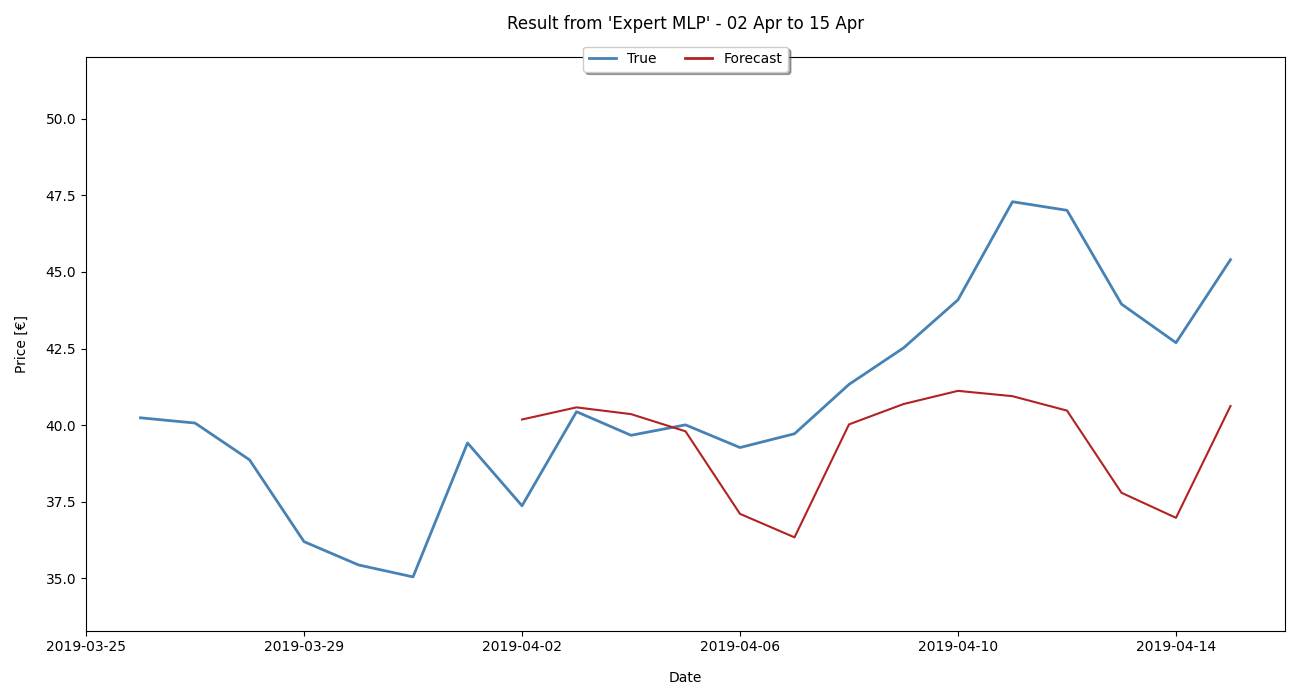 Result from 'Expert MLP' - 02 Apr to 15 Apr
True Forecast
50.0
47.5
45.0
42.5
40.0
37.5
35.0
Price [€]
2019-03-25 2019-03-29 2019-04-02 2019-04-06 2019-04-10 2019-04-14
Date